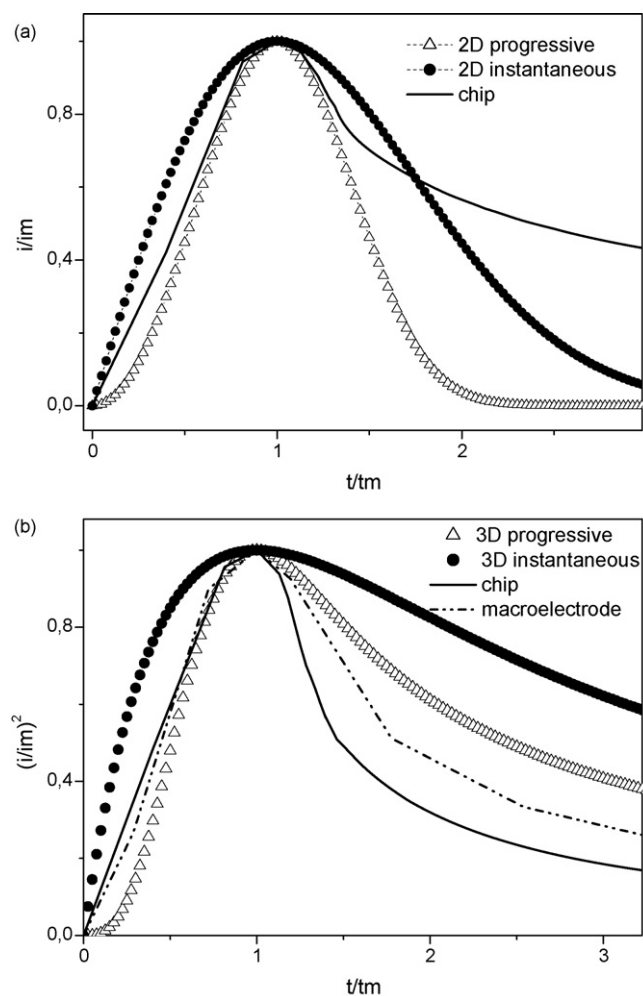 (a)
2D progressive
2D instantaneous
chip
0,8
i/im
0,4
0,0
0 1 2
t/tm
(b)
3D progressive
3D instantaneous
chip
macroelectrode
0,8
(i/im)²
0,4
0,0
0 1 2 3
t/tm